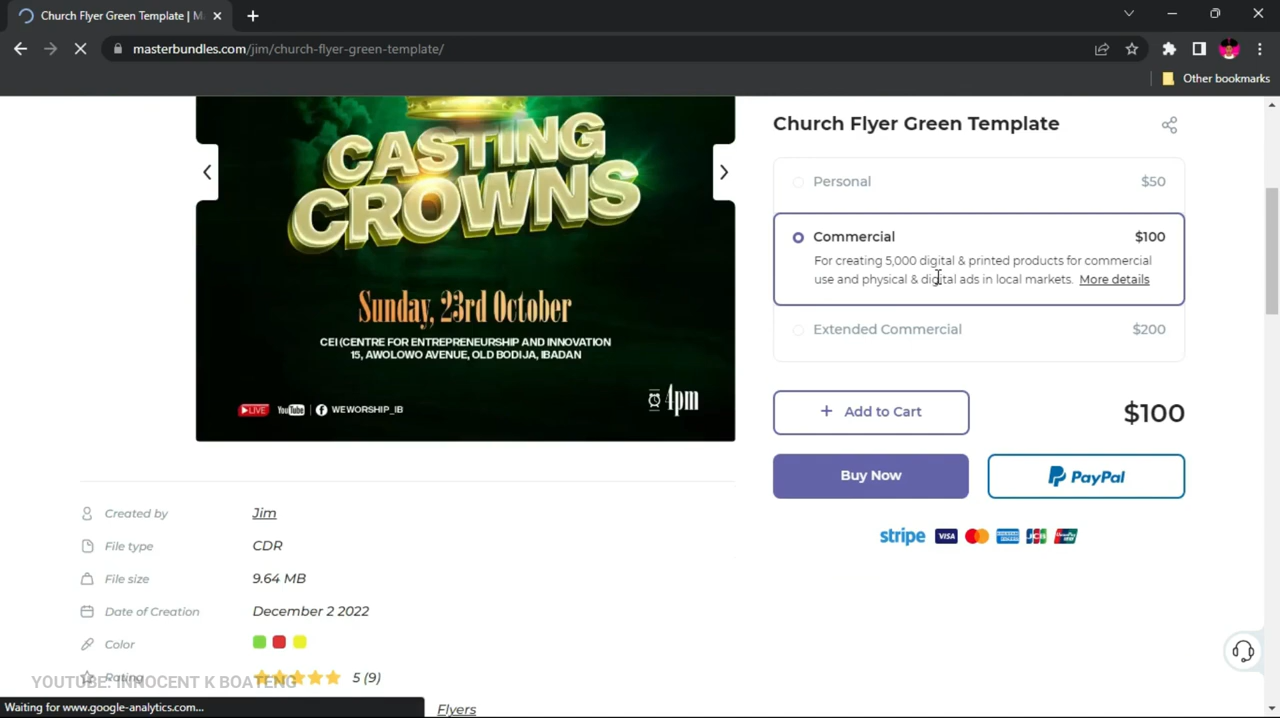 Church Flyer Green Template | M
masterbundles.com/jim/church-flyer-green-template/
Other bookmarks
CASTING
CROWNS
Sunday, 23rd October
CEI (CENTRE FOR ENTREPRENEURSHIP AND INNOVATION
15, AWOLOWO AVENUE, OLD BODIJA, IBADAN
LIVE YouTube | WEWORSHIP_IB
4pm
Church Flyer Green Template
Personal $50
Commercial $100
For creating 5,000 digital & printed products for commercial
use and physical & digital ads in local markets. More details
Extended Commercial $200
+ Add to Cart $100
Buy Now PayPal
stripe VISA JCB
Created by Jim
File type CDR
File size 9.64 MB
Date of Creation December 2 2022
Color
Rating 5 (9)
YOUTUBE: INNOCENT K BOATENG
Waiting for www.google-analytics.com...
Flyers